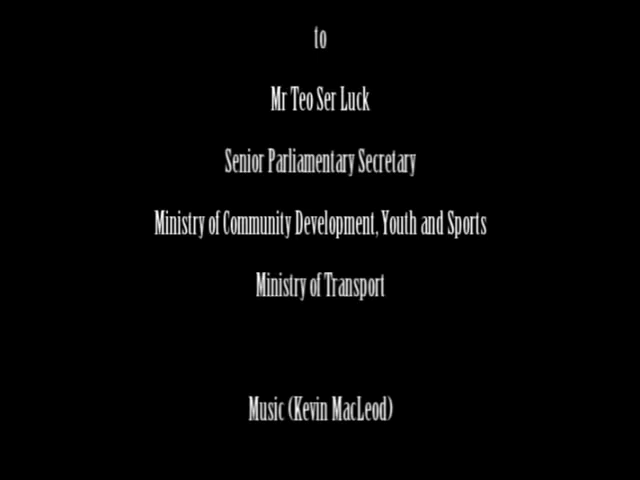 to
Mr Teo Ser Luck
Senior Parliamentary Secretary
Ministry of Community Development, Youth and Sports
Ministry of Transport
Music (Kevin MacLeod)